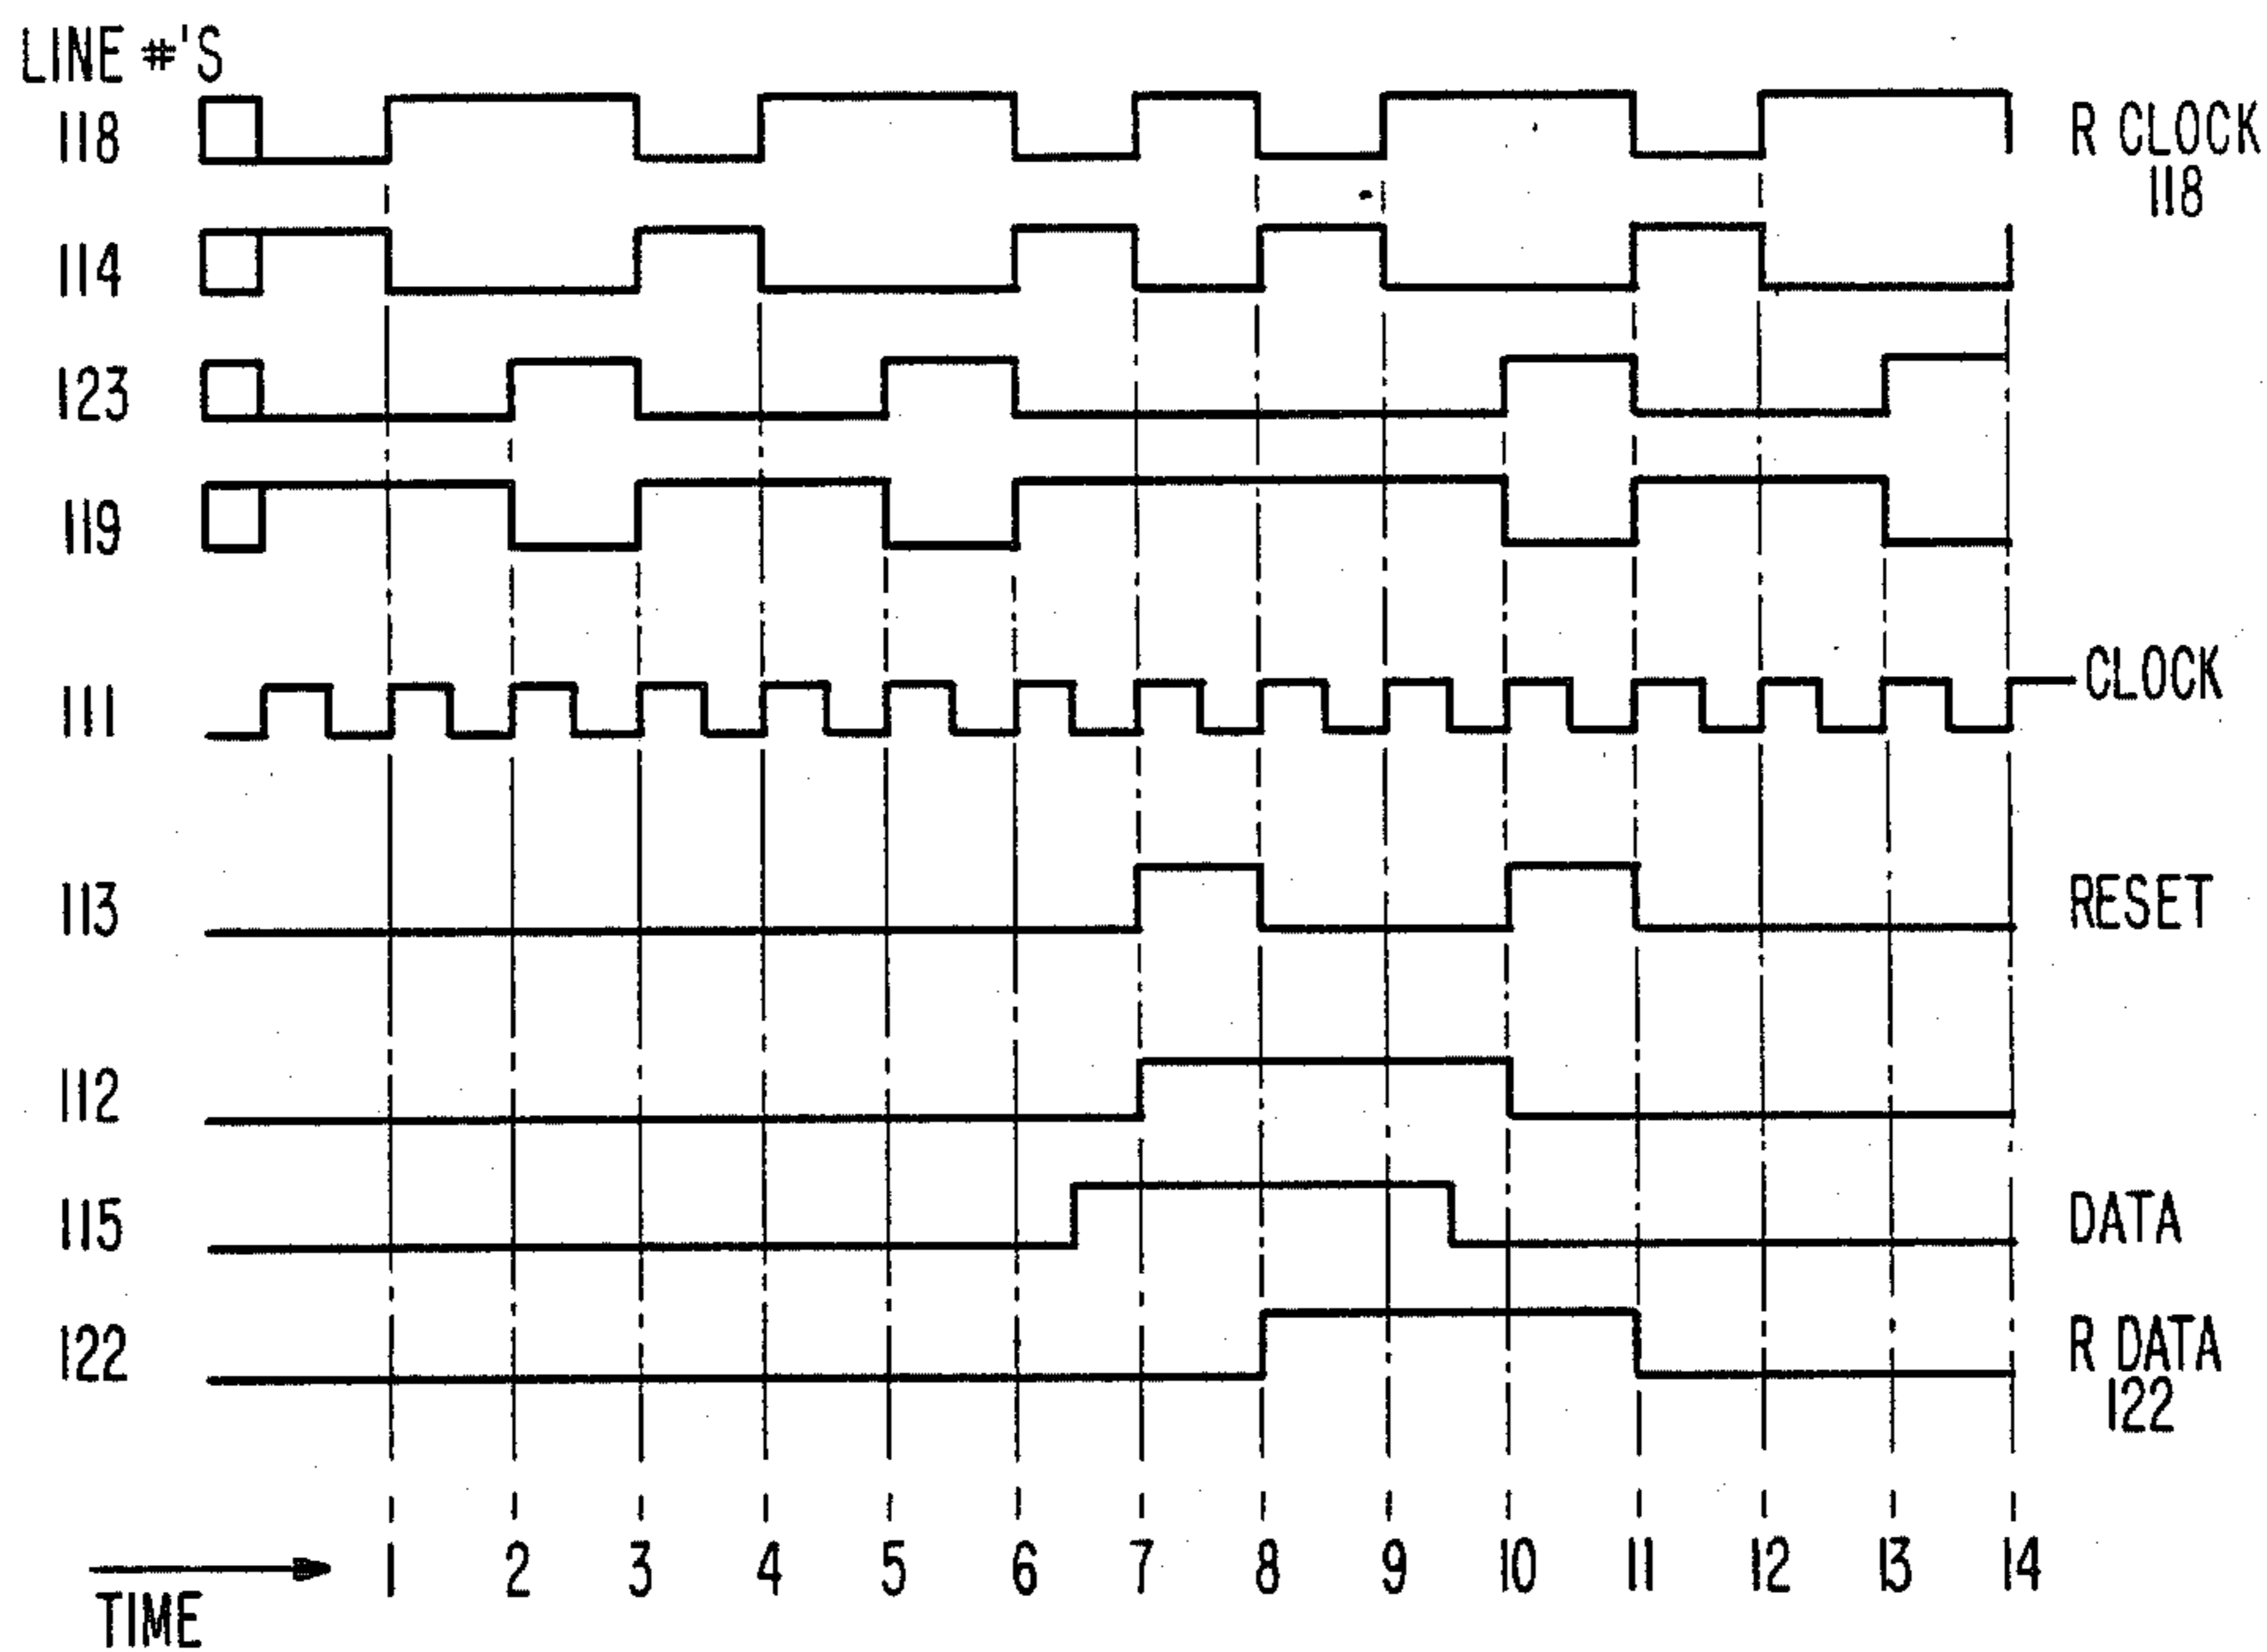 LINE #'S
118
R CLOCK
118
114
123
119
111
CLOCK
113
RESET
112
115
DATA
122
R DATA
122
1 2 3 4 5 6 7 8 9 10 11 12 13 14
TIME